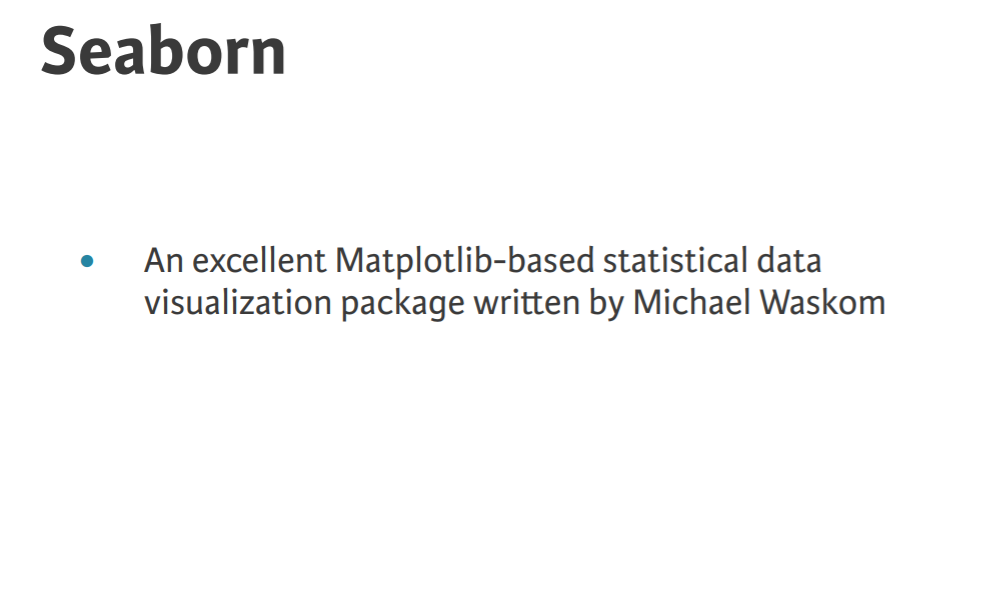 Seaborn
• An excellent Matplotlib-based statistical data
visualization package written by Michael Waskom